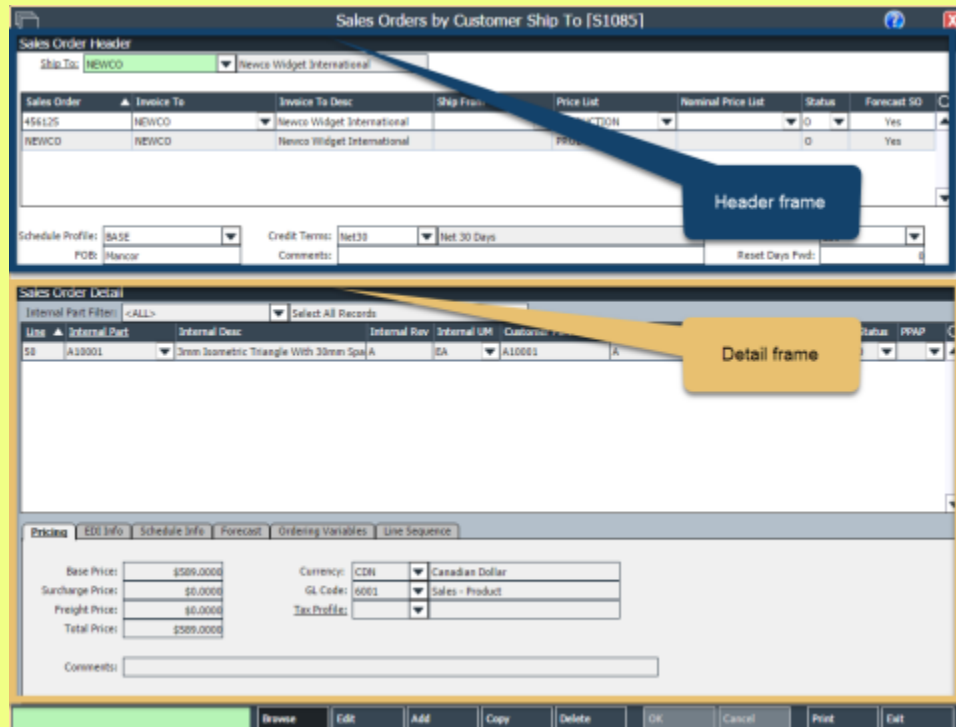 Sales Orders by Customer Ship To [S1085]
Sales Order Header
Ship To: NEWCO Newco Widget International
Sales Order Invoice To Invoice To Desc Ship Price List Nominal Price List Status Forecast SO
456125 NEWCO Newco Widget International O Yes
NEWCO NEWCO Newco Widget International O Yes
Header frame
Schedule Profile: BASE Credit Terms: Net30 Net 30 Days
FOB: Mancor Comments: Reset Days Fwd: 0
Sales Order Detail
Internal Part Filter: <ALL> Select All Records
Line Internal Part Internal Desc Internal Rev Internal UM Customer Status PPAP
50 A10001 3mm Isometric Triangle With 30mm Spa A EA A10001 A
Detail frame
Pricing EDI Info Schedule Info Forecast Ordering Variables Line Sequence
Base Price: $589.0000 Currency: CDN Canadian Dollar
Surcharge Price: $0.0000 GL Code: 6001 Sales - Product
Freight Price: $0.0000 Tax Profile:
Total Price: $589.0000
Comments:
Browse Edit Add Copy Delete OK Cancel Print Exit